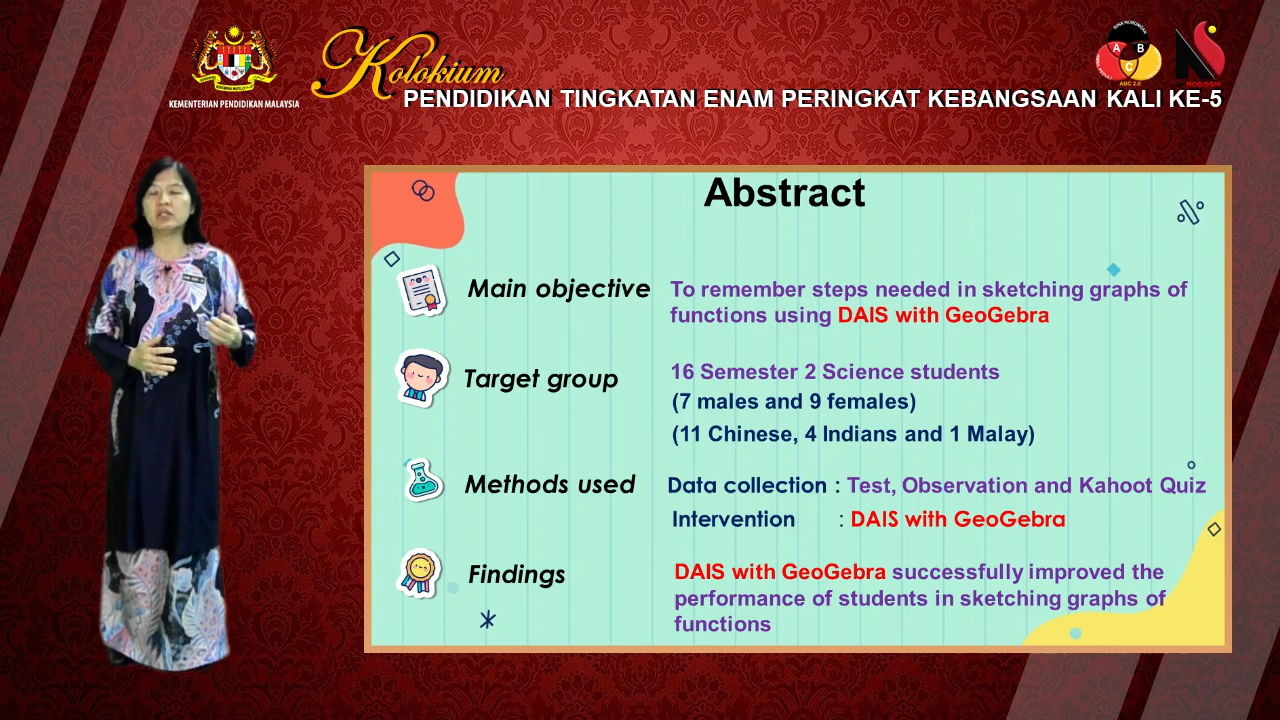 KEMENTERIAN PENDIDIKAN MALAYSIA
Kolokium
PENDIDIKAN TINGKATAN ENAM PERINGKAT KEBANGSAAN KALI KE-5
A B
C
ABC 2.0
Abstract
Main objective To remember steps needed in sketching graphs of
functions using DAIS with GeoGebra
Target group 16 Semester 2 Science students
(7 males and 9 females)
(11 Chinese, 4 Indians and 1 Malay)
Methods used Data collection : Test, Observation and Kahoot Quiz
Intervention : DAIS with GeoGebra
Findings DAIS with GeoGebra successfully improved the
performance of students in sketching graphs of
functions